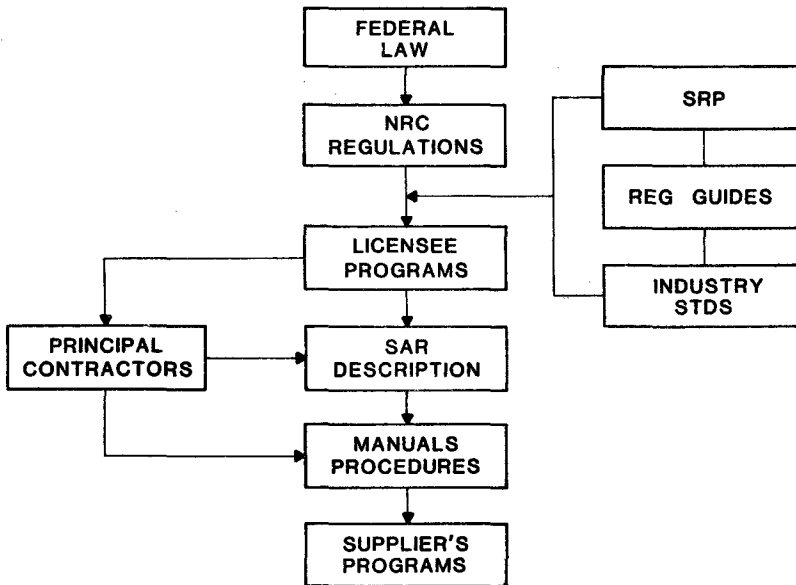 FEDERAL
LAW
NRC
REGULATIONS
SRP
REG GUIDES
INDUSTRY
STDS
LICENSEE
PROGRAMS
PRINCIPAL
CONTRACTORS
SAR
DESCRIPTION
MANUALS
PROCEDURES
SUPPLIER'S
PROGRAMS